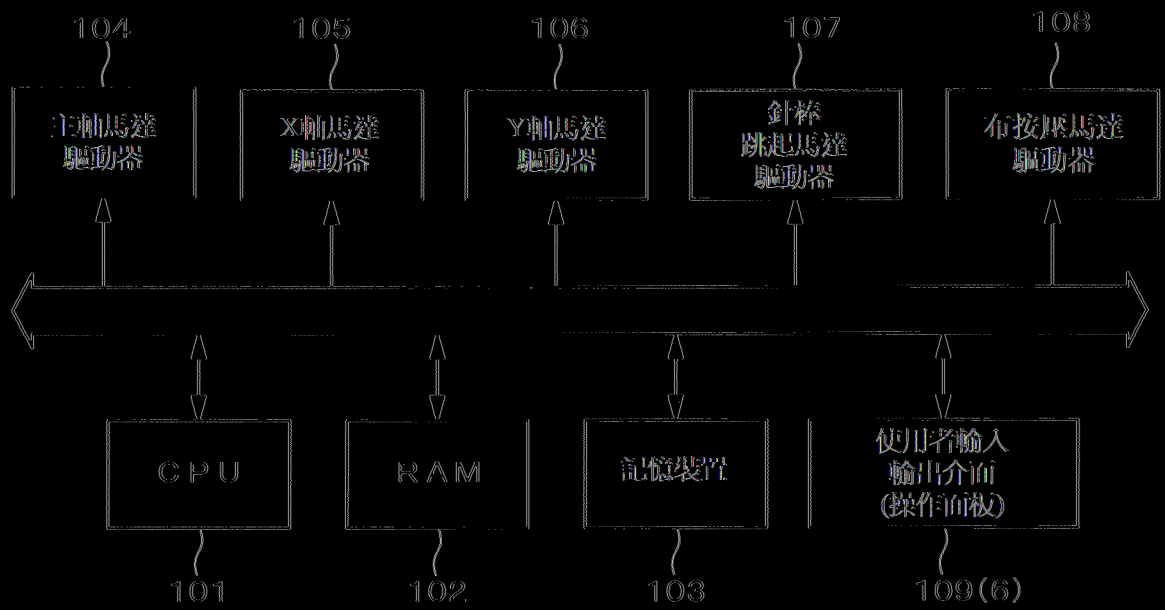 104
105
106
107
108
主軸馬達
驅動器
X軸馬達
驅動器
Y軸馬達
驅動器
針棒
跳起馬達
驅動器
布按壓馬達
驅動器
CPU
RAM
記憶裝置
使用者輸入
輸出介面
(操作面板)
101
102
103
109(6)